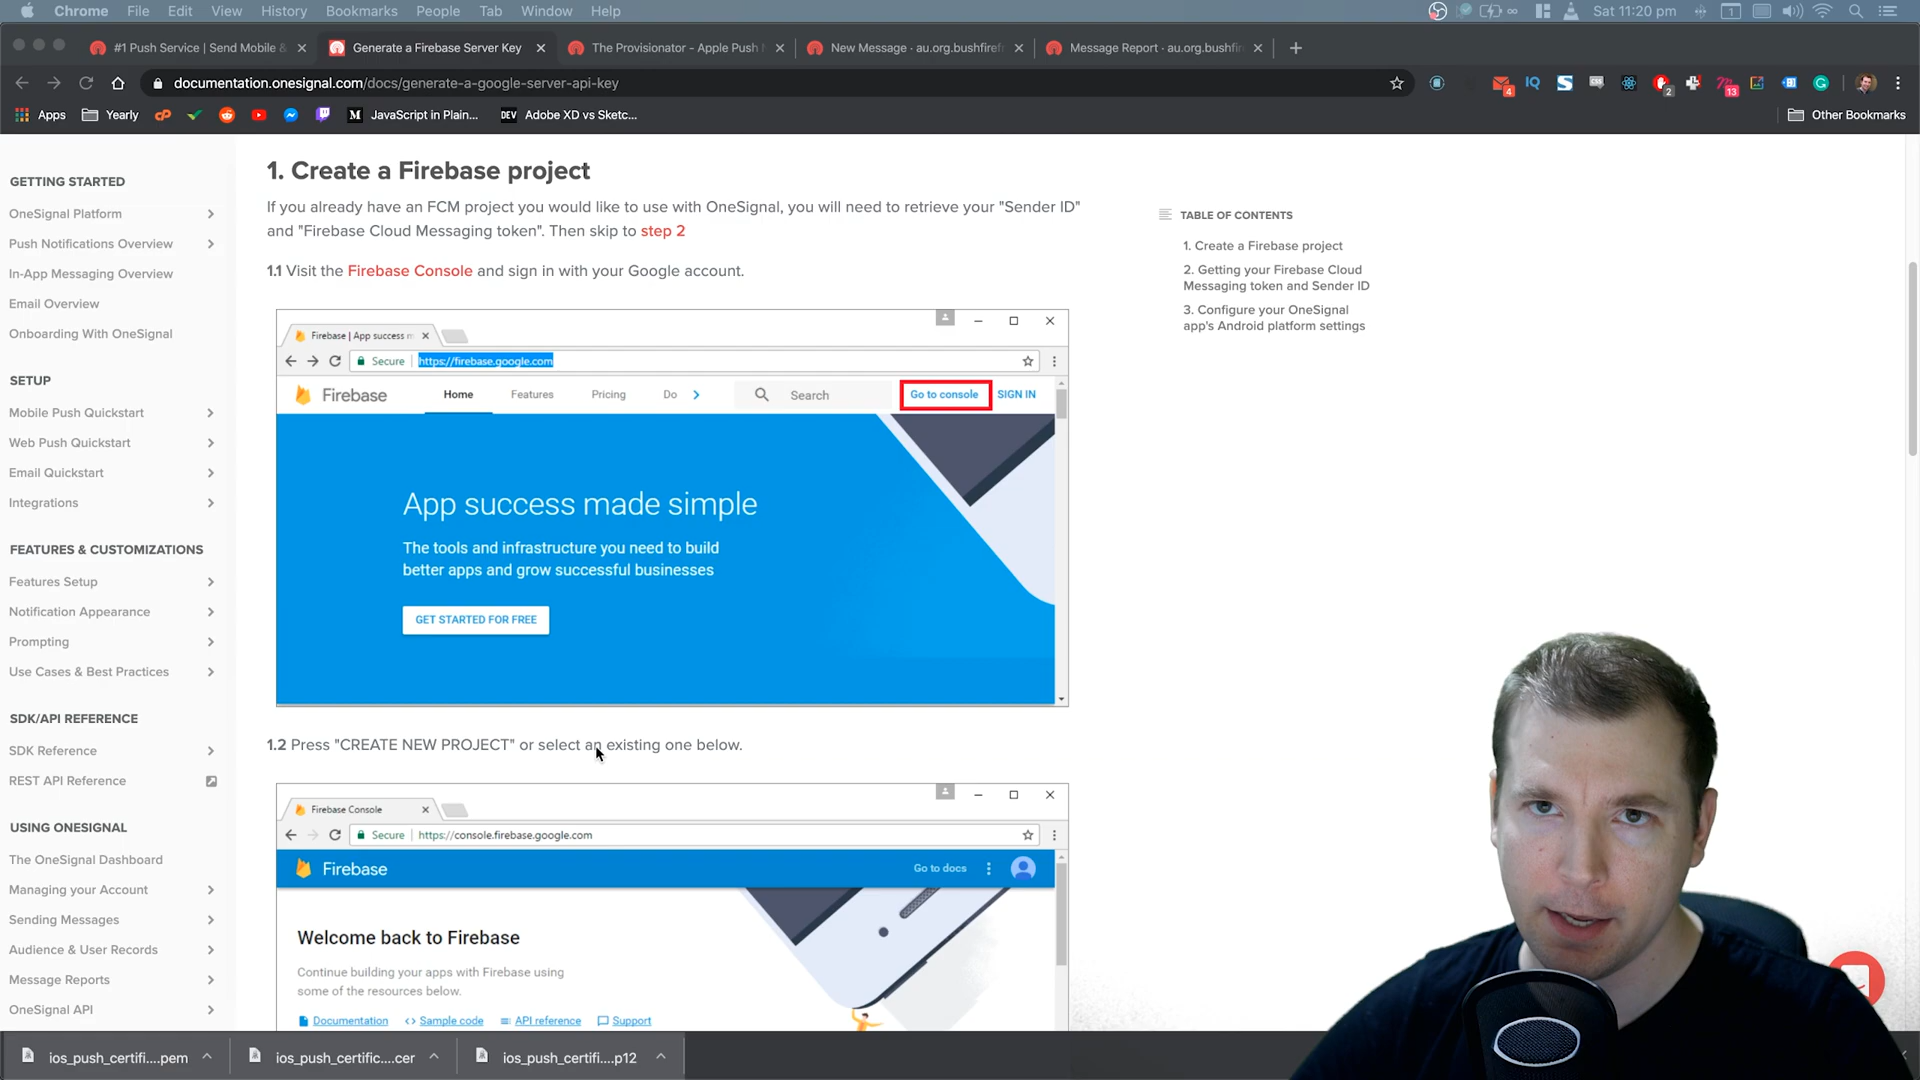 Chrome File Edit View History Bookmarks People Tab Window Help
Sat 11:20 pm
#1 Push Service | Send Mobile &
Generate a Firebase Server Key
The Provisionator - Apple Push
New Message - au.org.bushfiref
Message Report - au.org.bushfi
documentation.onesignal.com/docs/generate-a-google-server-api-key
Apps
Yearly
JavaScript in Plain...
Adobe XD vs Sketc...
Other Bookmarks
GETTING STARTED
OneSignal Platform
Push Notifications Overview
In-App Messaging Overview
Email Overview
Onboarding With OneSignal
SETUP
Mobile Push Quickstart
Web Push Quickstart
Email Quickstart
Integrations
FEATURES & CUSTOMIZATIONS
Features Setup
Notification Appearance
Prompting
Use Cases & Best Practices
SDK/API REFERENCE
SDK Reference
REST API Reference
USING ONESIGNAL
The OneSignal Dashboard
Managing your Account
Sending Messages
Audience & User Records
Message Reports
OneSignal API
1. Create a Firebase project
If you already have an FCM project you would like to use with OneSignal, you will need to retrieve your "Sender ID"
and "Firebase Cloud Messaging token". Then skip to step 2
1.1 Visit the Firebase Console and sign in with your Google account.
Firebase | App success m
Secure https://firebase.google.com
Firebase Home Features Pricing Do Search Go to console SIGN IN
App success made simple
The tools and infrastructure you need to build
better apps and grow successful businesses
GET STARTED FOR FREE
1.2 Press "CREATE NEW PROJECT" or select an existing one below.
Firebase Console
Secure https://console.firebase.google.com
Firebase Go to docs
Welcome back to Firebase
Continue building your apps with Firebase using
some of the resources below.
Documentation Sample code API reference Support
TABLE OF CONTENTS
1. Create a Firebase project
2. Getting your Firebase Cloud
Messaging token and Sender ID
3. Configure your OneSignal
app's Android platform settings
ios_push_certifi....pem
ios_push_certific....cer
ios_push_certifi....p12